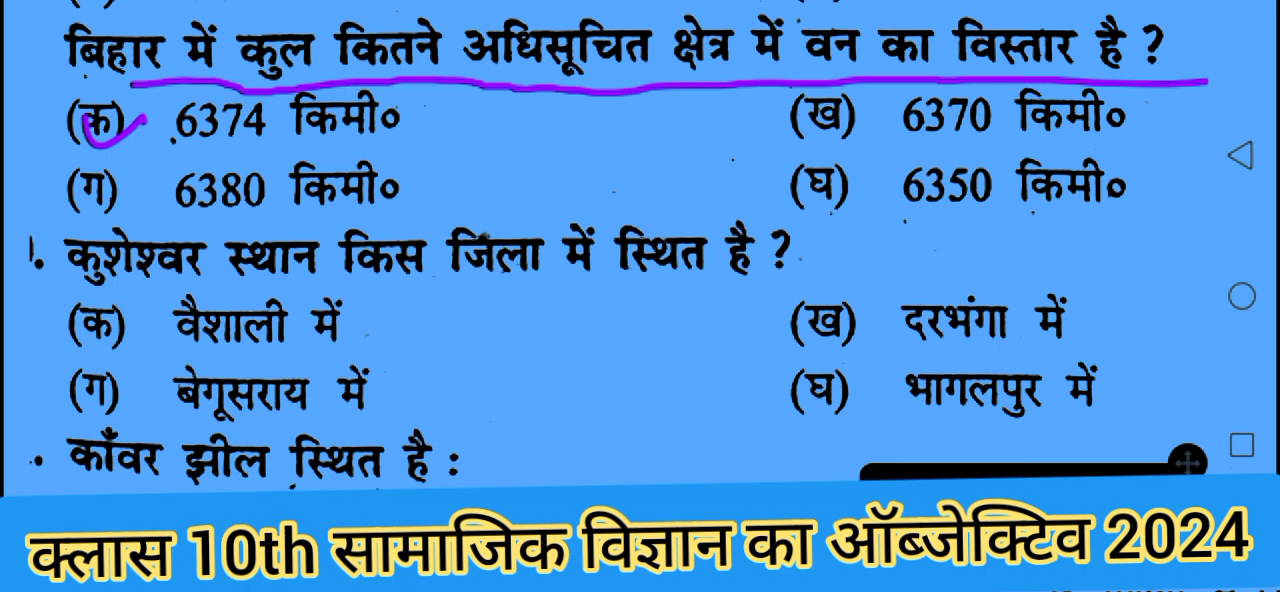 बिहार में कुल कितने अधिसूचित क्षेत्र में वन का विस्तार है ?
(क) 6374 किमी० (ख) 6370 किमी०
(ग) 6380 किमी० (घ) 6350 किमी०
कुशेश्वर स्थान किस जिला में स्थित है ?
(क) वैशाली में (ख) दरभंगा में
(ग) बेगूसराय में (घ) भागलपुर में
काँवर झील स्थित है :
क्लास 10th सामाजिक विज्ञान का ऑब्जेक्टिव 2024